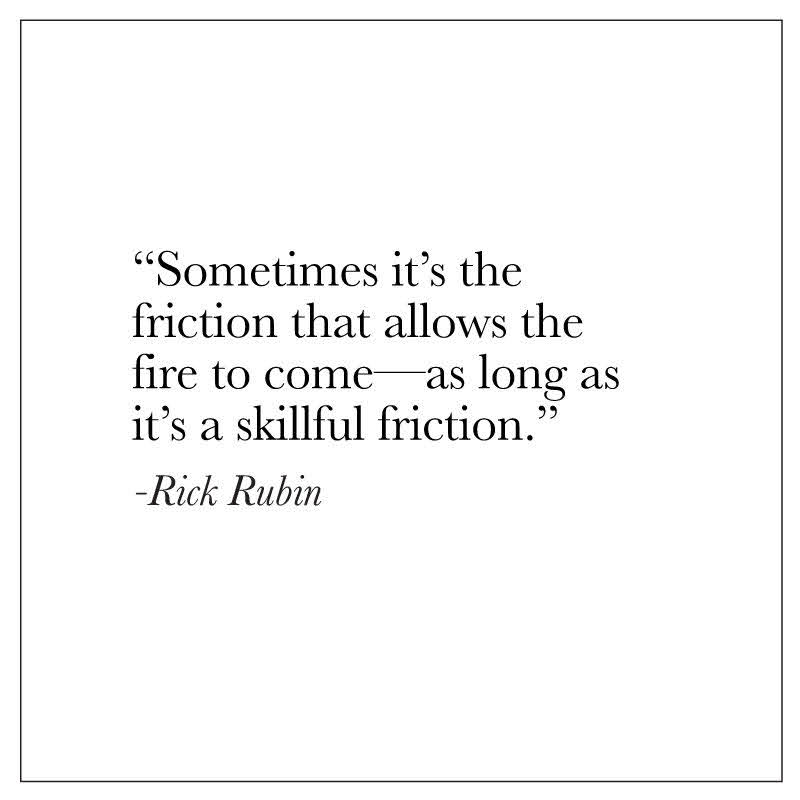 “Sometimes it’s the
friction that allows the
fire to come—as long as
it’s a skillful friction.”
-Rick Rubin